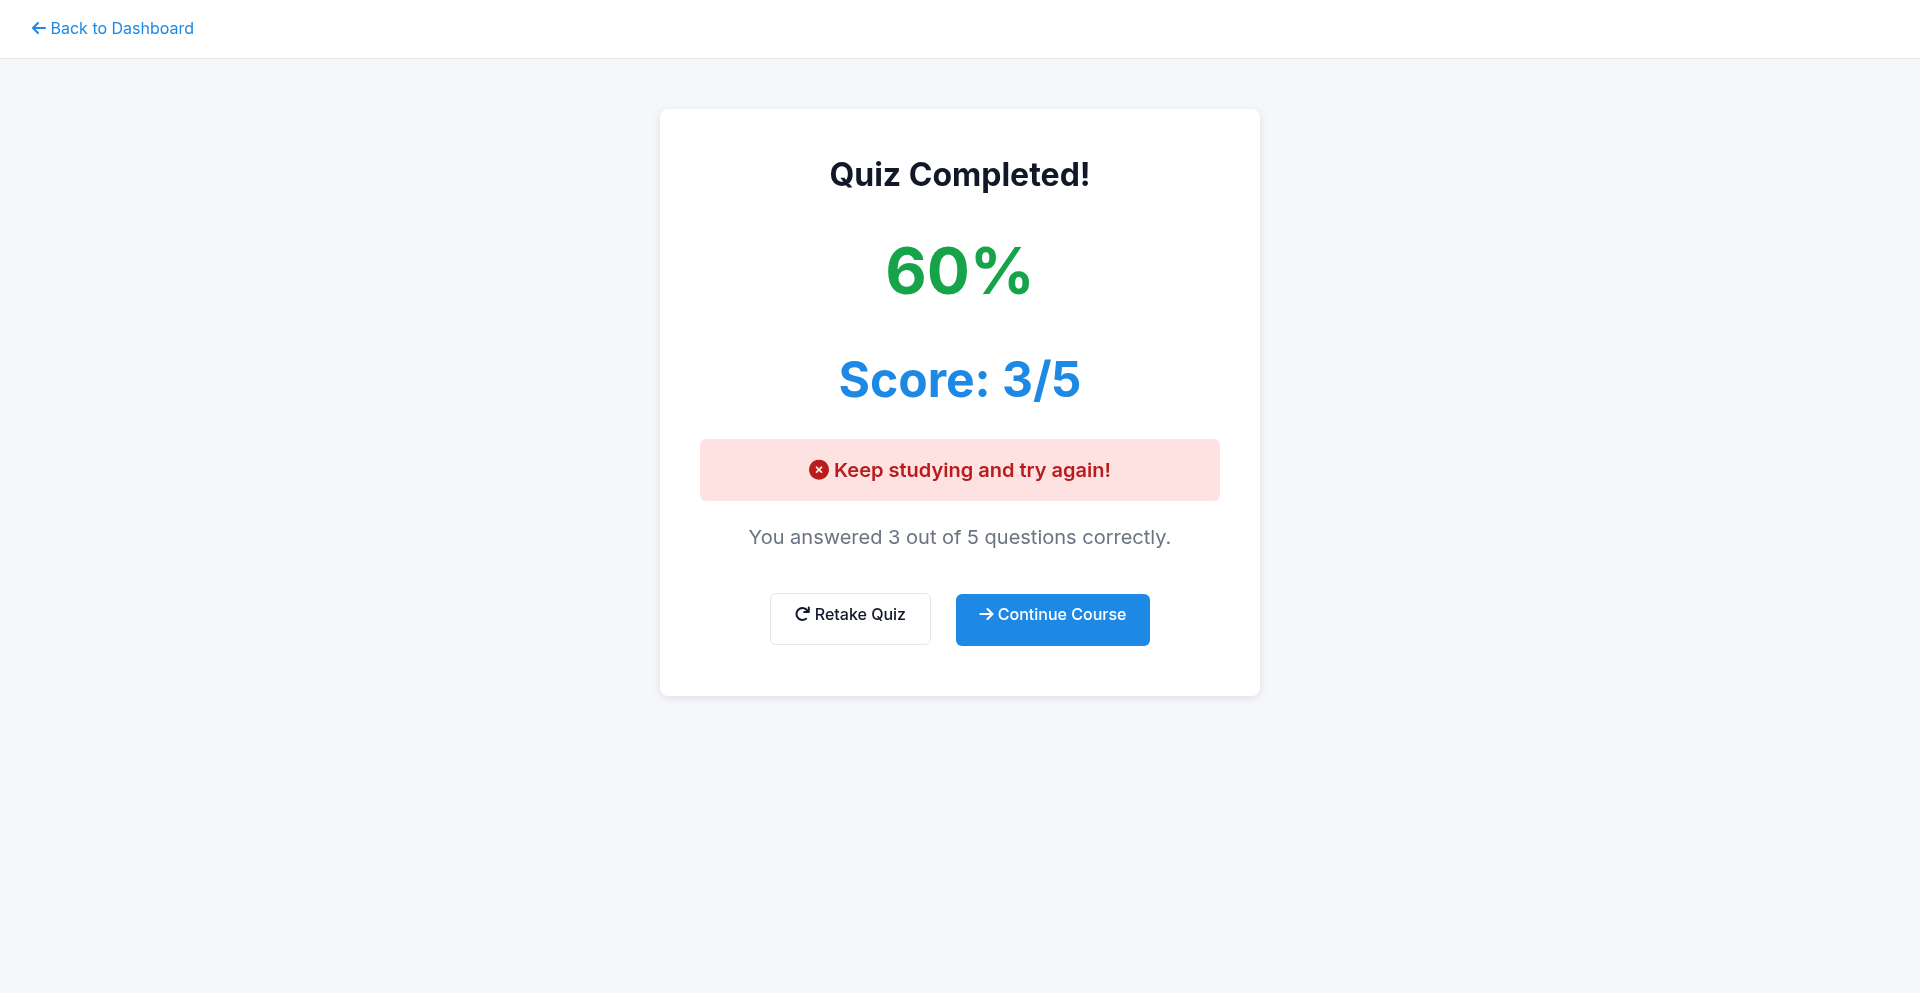 Back to Dashboard
Quiz Completed!
60%
Score: 3/5
Keep studying and try again!
You answered 3 out of 5 questions correctly.
Retake Quiz
Continue Course